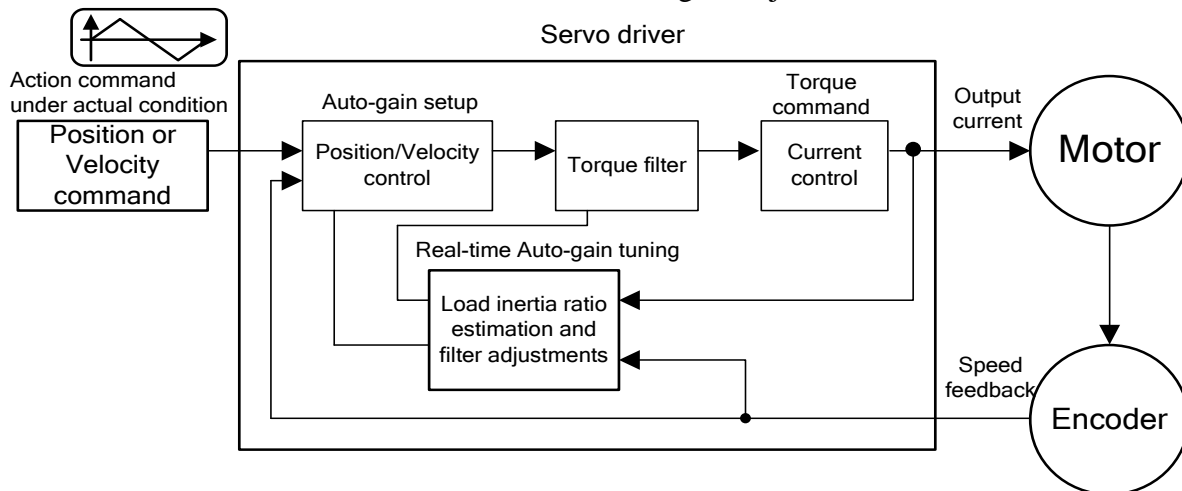 Servo driver
Action command
under actual condition
Position or
Velocity
command
Auto-gain setup
Position/Velocity
control
Torque filter
Torque
command
Current
control
Output
current
Motor
Real-time Auto-gain tuning
Load inertia ratio
estimation and
filter adjustments
Speed
feedback
Encoder